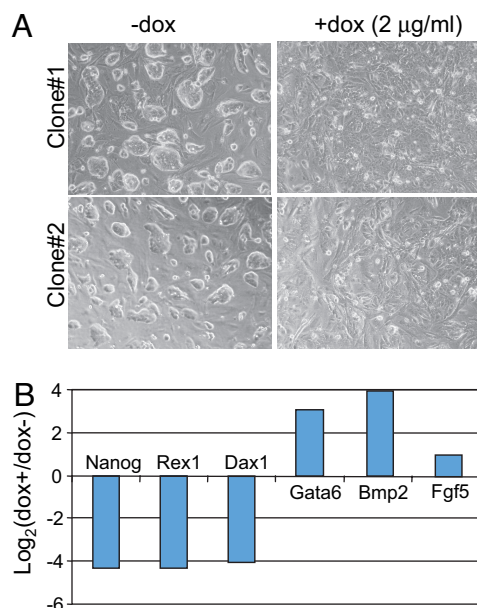 A
-dox
+dox (2 μg/ml)
Clone#1
Clone#2
B
Log2(dox+/dox-)
4
2
0
-2
-4
-6
Nanog Rex1 Dax1
Gata6 Bmp2 Fgf5